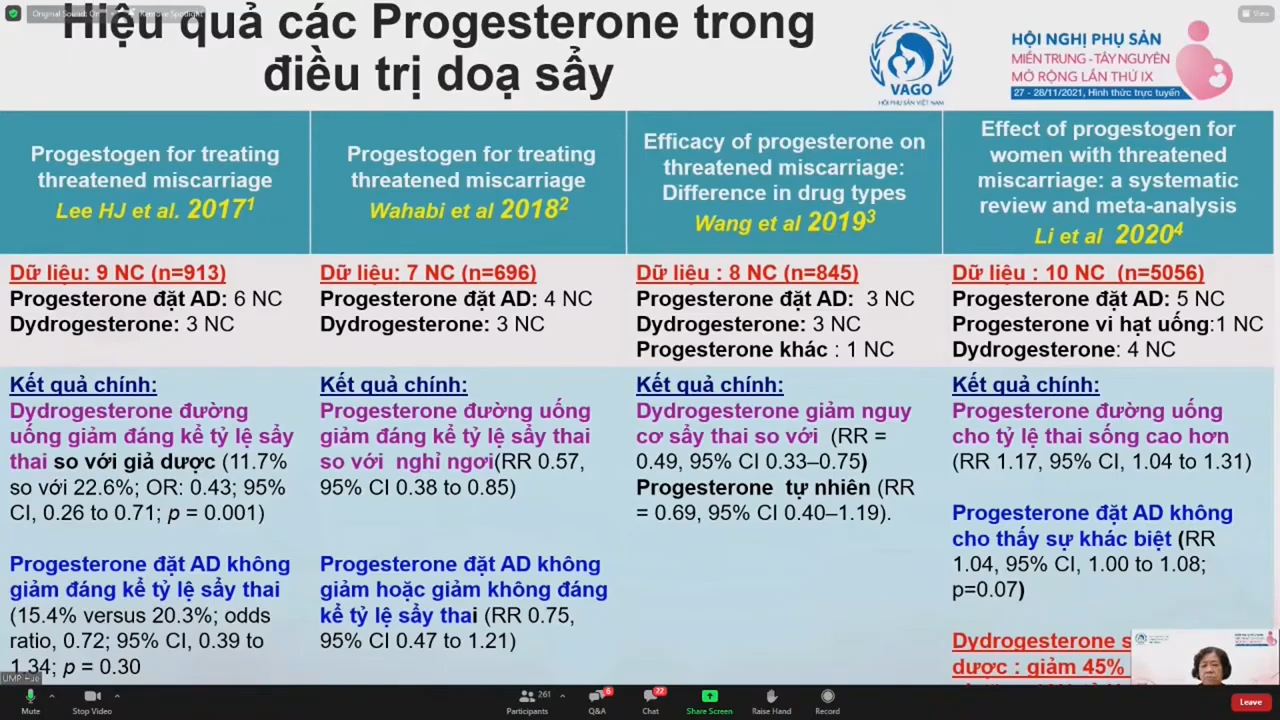 Original Sound: On
Remove Spotlight
View
Hiệu quả các Progesterone trong
điều trị doạ sẩy
VAGO
HỘI PHỤ SẢN VIỆT NAM
HỘI NGHỊ PHỤ SẢN
MIỀN TRUNG - TÂY NGUYÊN
MỞ RỘNG LẦN THỨ IX
27 - 28/11/2021, Hình thức trực tuyến
Progestogen for treating
threatened miscarriage
Lee HJ et al. 2017¹
Progestogen for treating
threatened miscarriage
Wahabi et al 2018²
Efficacy of progesterone on
threatened miscarriage:
Difference in drug types
Wang et al 2019³
Effect of progestogen for
women with threatened
miscarriage: a systematic
review and meta-analysis
Li et al 2020⁴
Dữ liệu: 9 NC (n=913)
Progesterone đặt AD: 6 NC
Dydrogesterone: 3 NC
Dữ liệu: 7 NC (n=696)
Progesterone đặt AD: 4 NC
Dydrogesterone: 3 NC
Dữ liệu : 8 NC (n=845)
Progesterone đặt AD: 3 NC
Dydrogesterone: 3 NC
Progesterone khác : 1 NC
Dữ liệu : 10 NC (n=5056)
Progesterone đặt AD: 5 NC
Progesterone vi hạt uống:1 NC
Dydrogesterone: 4 NC
Kết quả chính:
Dydrogesterone đường
uống giảm đáng kể tỷ lệ sẩy
thai so với giả dược (11.7%
so với 22.6%; OR: 0.43; 95%
CI, 0.26 to 0.71; p = 0.001)
Progesterone đặt AD không
giảm đáng kể tỷ lệ sẩy thai
(15.4% versus 20.3%; odds
ratio, 0.72; 95% CI, 0.39 to
1.34; p = 0.30
Kết quả chính:
Progesterone đường uống
giảm đáng kể tỷ lệ sẩy thai
so với nghỉ ngơi(RR 0.57,
95% CI 0.38 to 0.85)
Progesterone đặt AD không
giảm hoặc giảm không đáng
kể tỷ lệ sẩy thai (RR 0.75,
95% CI 0.47 to 1.21)
Kết quả chính:
Dydrogesterone giảm nguy
cơ sẩy thai so với (RR =
0.49, 95% CI 0.33–0.75)
Progesterone tự nhiên (RR
= 0.69, 95% CI 0.40–1.19).
Kết quả chính:
Progesterone đường uống
cho tỷ lệ thai sống cao hơn
(RR 1.17, 95% CI, 1.04 to 1.31)
Progesterone đặt AD không
cho thấy sự khác biệt (RR
1.04, 95% CI, 1.00 to 1.08;
p=0.07)
Dydrogesterone s
dược : giảm 45%
UMP Hue
Mute
Stop Video
261
Participants
6
Q&A
22
Chat
Share Screen
Raise Hand
Record
Leave